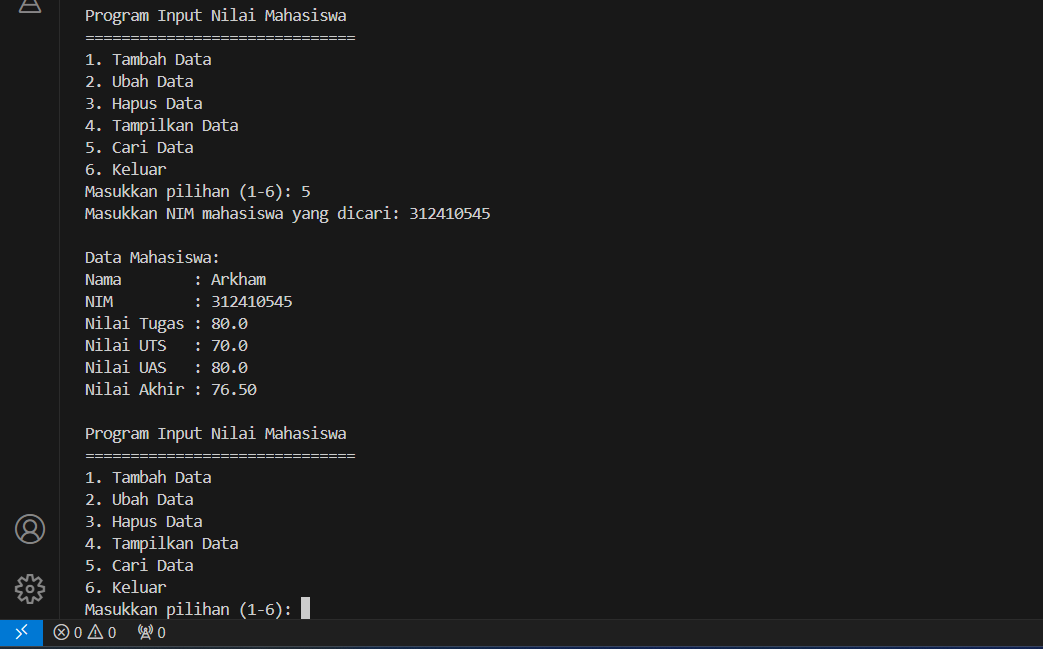 Program Input Nilai Mahasiswa
==============================
1. Tambah Data
2. Ubah Data
3. Hapus Data
4. Tampilkan Data
5. Cari Data
6. Keluar
Masukkan pilihan (1-6): 5
Masukkan NIM mahasiswa yang dicari: 312410545
Data Mahasiswa:
Nama        : Arkham
NIM         : 312410545
Nilai Tugas : 80.0
Nilai UTS   : 70.0
Nilai UAS   : 80.0
Nilai Akhir : 76.50
Program Input Nilai Mahasiswa
==============================
1. Tambah Data
2. Ubah Data
3. Hapus Data
4. Tampilkan Data
5. Cari Data
6. Keluar
Masukkan pilihan (1-6):
0 0 0